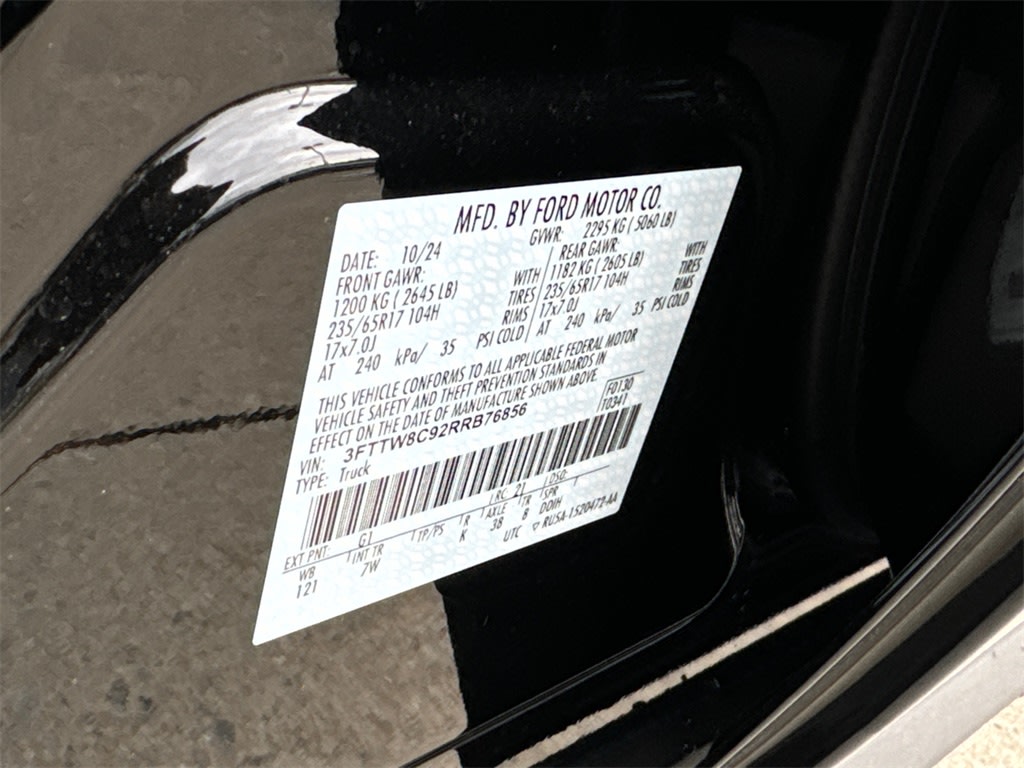 MFD. BY FORD MOTOR CO.
DATE: 10/24 GVWR: 2295 KG ( 5060 LB)
FRONT GAWR: REAR GAWR:
1200 KG ( 2645 LB) WITH 1182 KG ( 2605 LB) WITH
235/65R17 104H TIRES 235/65R17 104H TIRES
17x7.0J RIMS 17x7.0J RIMS
AT 240 kPa/ 35 PSI COLD AT 240 kPa/ 35 PSI COLD
THIS VEHICLE CONFORMS TO ALL APPLICABLE FEDERAL MOTOR
VEHICLE SAFETY AND THEFT PREVENTION STANDARDS IN
EFFECT ON THE DATE OF MANUFACTURE SHOWN ABOVE.
VIN: 3FTTW8C92RRB76856 F0130
TYPE: Truck T0341
EXT PNT: G1 RC: 21 DSO:
WB INT TR TP/PS R AXLE TR SPR
121 7W K 38 B DDIH
UTC ▽ RUSA-1520472-AA